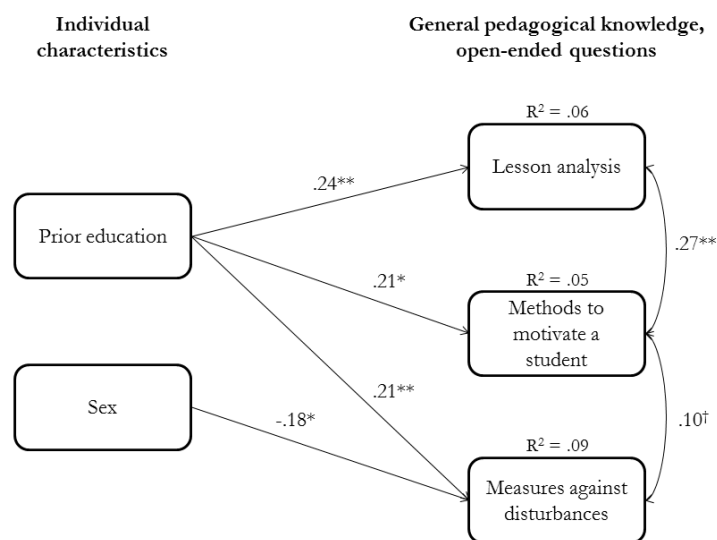 Individual
characteristics
General pedagogical knowledge,
open-ended questions
R² = .06
Lesson analysis
.24**
Prior education
.27**
.21*
R² = .05
Methods to
motivate a
student
.21**
Sex
-.18*
.10†
R² = .09
Measures against
disturbances